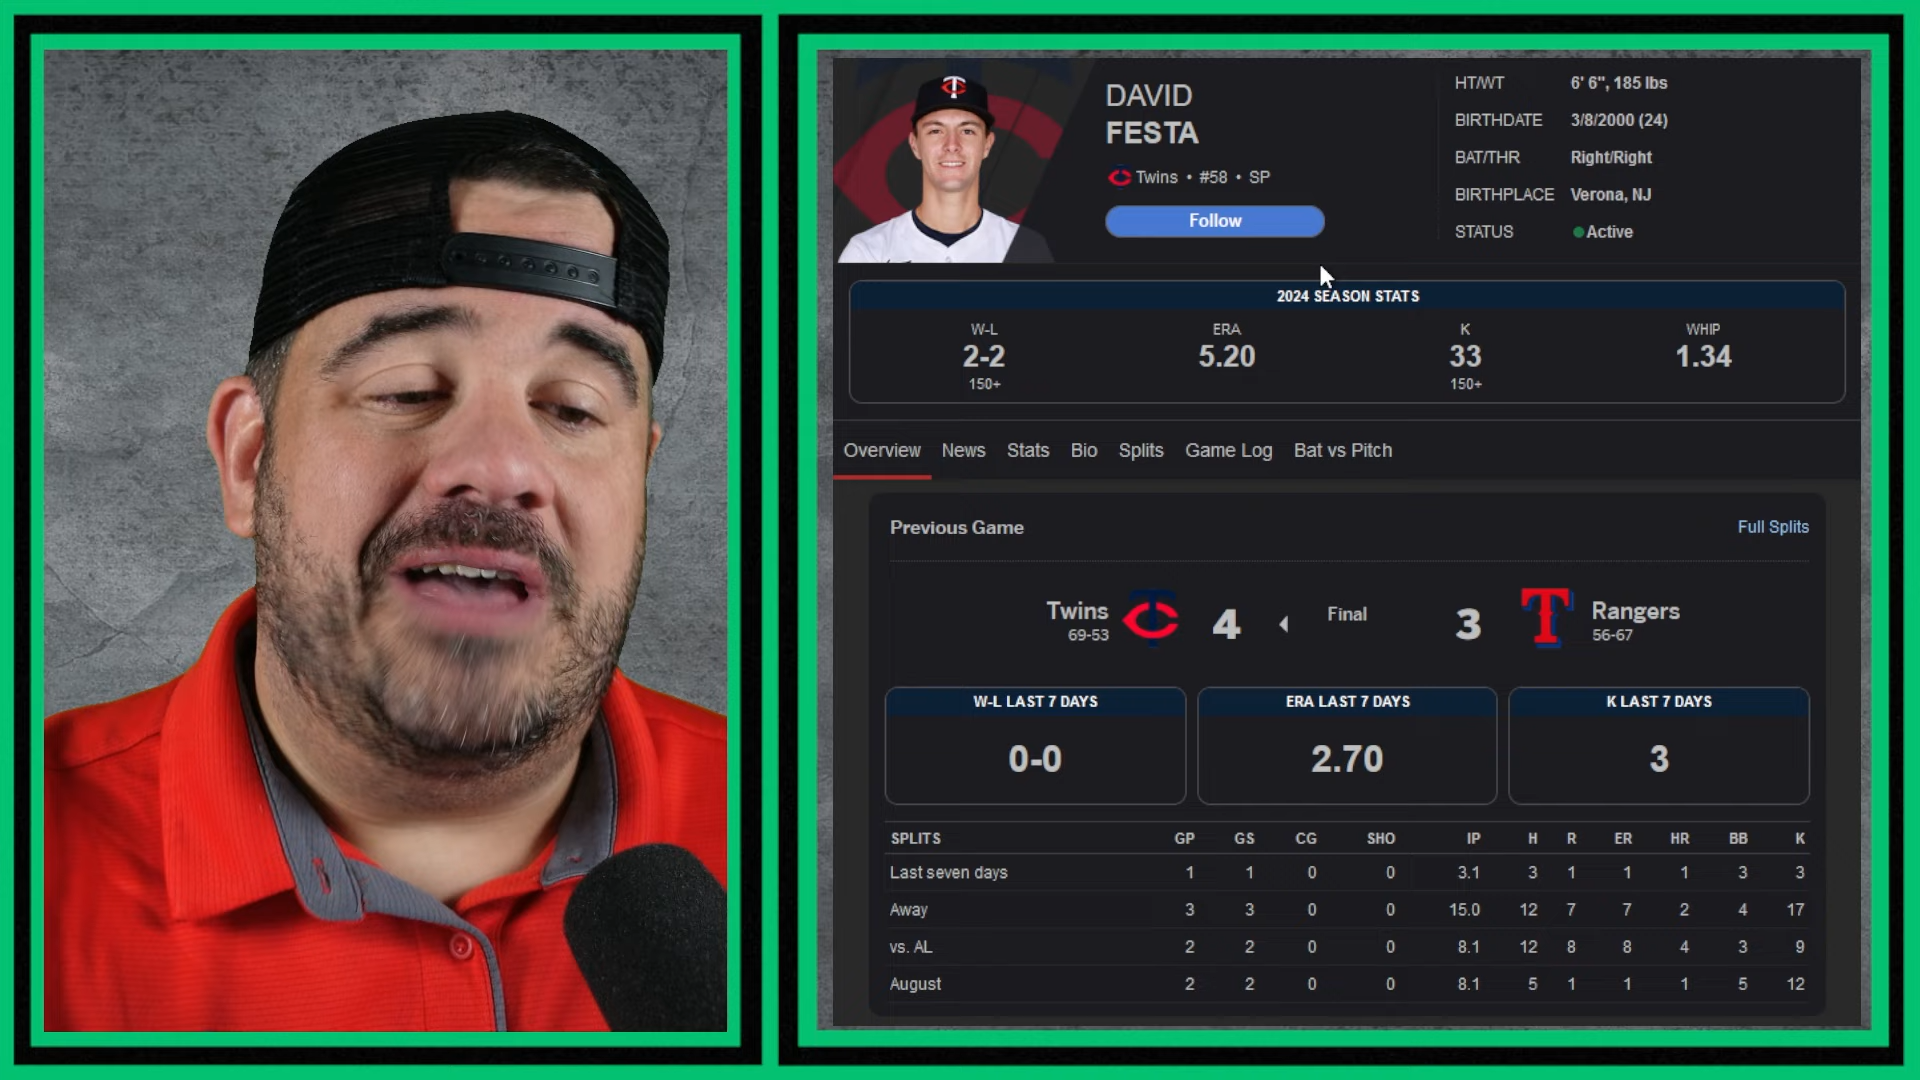 DAVID
FESTA
Twins • #58 • SP
Follow
HT/WT 6' 6", 185 lbs
BIRTHDATE 3/8/2000 (24)
BAT/THR Right/Right
BIRTHPLACE Verona, NJ
STATUS Active
2024 SEASON STATS
W-L ERA K WHIP
2-2 5.20 33 1.34
150+ 150+
Overview News Stats Bio Splits Game Log Bat vs Pitch
Previous Game Full Splits
Twins 4 Final 3 Rangers
69-53 56-67
W-L LAST 7 DAYS ERA LAST 7 DAYS K LAST 7 DAYS
0-0 2.70 3
SPLITS GP GS CG SHO IP H R ER HR BB K
Last seven days 1 1 0 0 3.1 3 1 1 1 3 3
Away 3 3 0 0 15.0 12 7 7 2 4 17
vs. AL 2 2 0 0 8.1 12 8 8 4 3 9
August 2 2 0 0 8.1 5 1 1 1 5 12